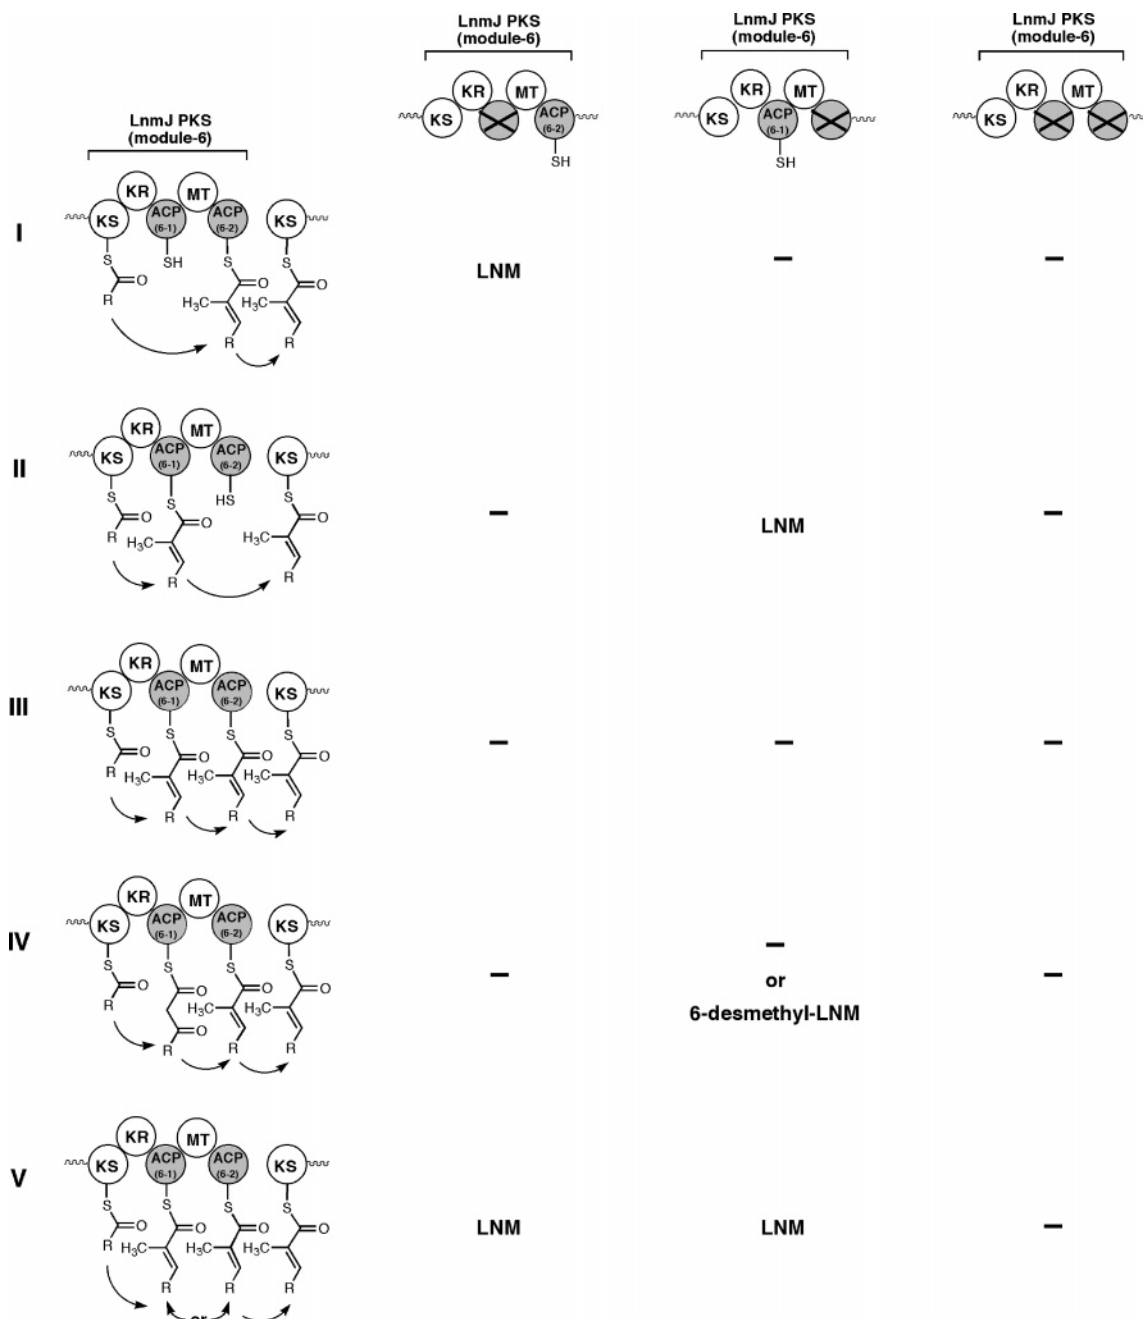 LnmJ PKS
(module-6)
LnmJ PKS
(module-6)
LnmJ PKS
(module-6)
KS
KR
MT
ACP
(6-2)
SH
KS
KR
ACP
(6-1)
MT
SH
KS
KR
MT
LnmJ PKS
(module-6)
I
KS
KR
ACP
(6-1)
MT
ACP
(6-2)
KS
S
SH
S
S
O
R
O
H3C
R
O
H3C
R
LNM
–
–
II
KS
KR
ACP
(6-1)
MT
ACP
(6-2)
KS
S
S
HS
S
O
R
O
H3C
R
O
H3C
R
–
LNM
–
III
KS
KR
ACP
(6-1)
MT
ACP
(6-2)
KS
S
S
S
S
O
R
O
H3C
R
O
H3C
R
O
H3C
R
–
–
–
IV
KS
KR
ACP
(6-1)
MT
ACP
(6-2)
KS
S
S
S
S
O
R
O
O
R
O
H3C
R
O
H3C
R
–
–
or
6-desmethyl-LNM
–
V
KS
KR
ACP
(6-1)
MT
ACP
(6-2)
KS
S
S
S
S
O
R
O
H3C
R
O
H3C
R
O
H3C
R
or
LNM
LNM
–